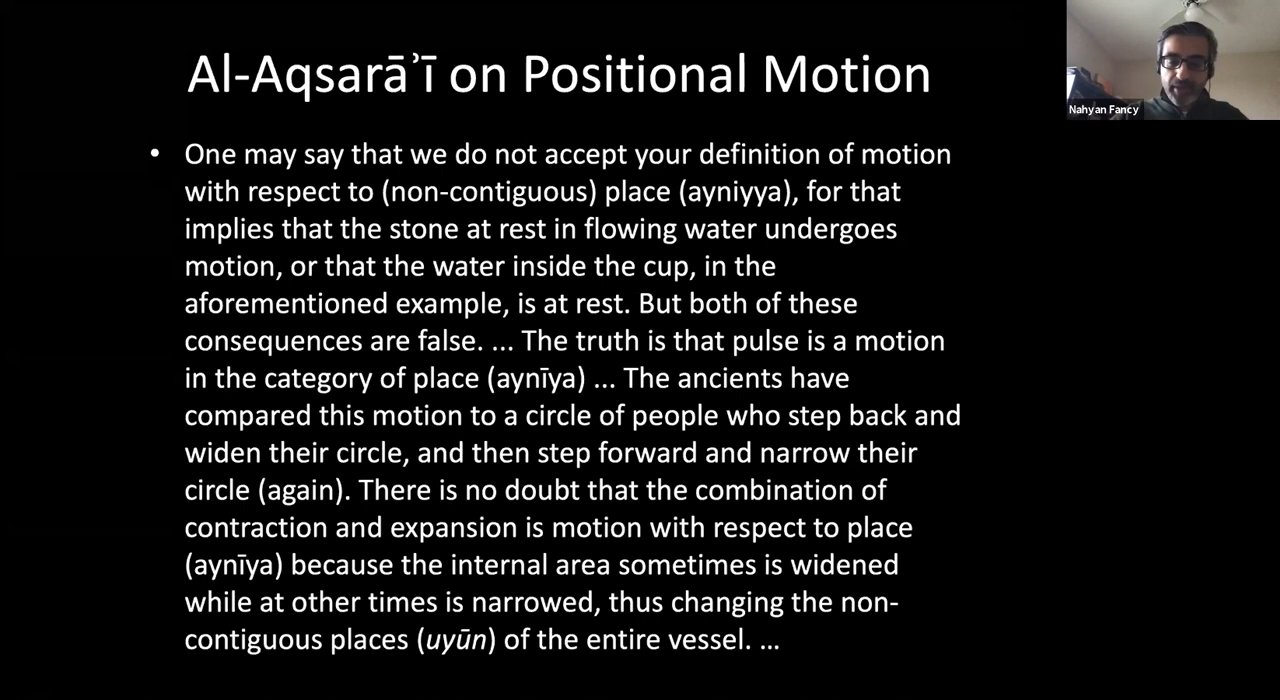 Al-Aqsarāʾī on Positional Motion
Nahyan Fancy
• One may say that we do not accept your definition of motion
with respect to (non-contiguous) place (ayniyya), for that
implies that the stone at rest in flowing water undergoes
motion, or that the water inside the cup, in the
aforementioned example, is at rest. But both of these
consequences are false. ... The truth is that pulse is a motion
in the category of place (aynīya) ... The ancients have
compared this motion to a circle of people who step back and
widen their circle, and then step forward and narrow their
circle (again). There is no doubt that the combination of
contraction and expansion is motion with respect to place
(aynīya) because the internal area sometimes is widened
while at other times is narrowed, thus changing the non-
contiguous places (uyūn) of the entire vessel. ...